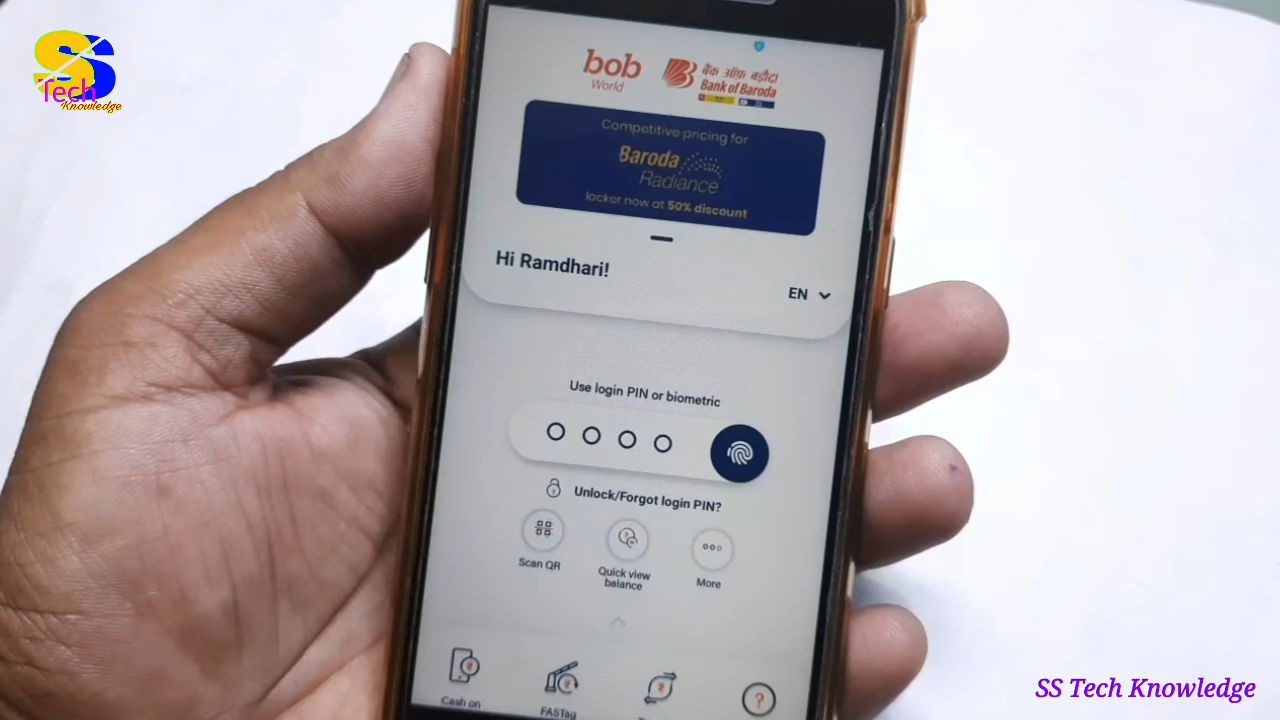 SS
Tech
Knowledge
bob
World
बैंक ऑफ़ बड़ौदा
Bank of Baroda
Competitive pricing for
Baroda
Radiance
locker now at 50% discount
Hi Ramdhari!
EN
Use login PIN or biometric
Unlock/Forgot login PIN?
Scan QR
Quick view
balance
More
Cash on
FASTag
?
SS Tech Knowledge